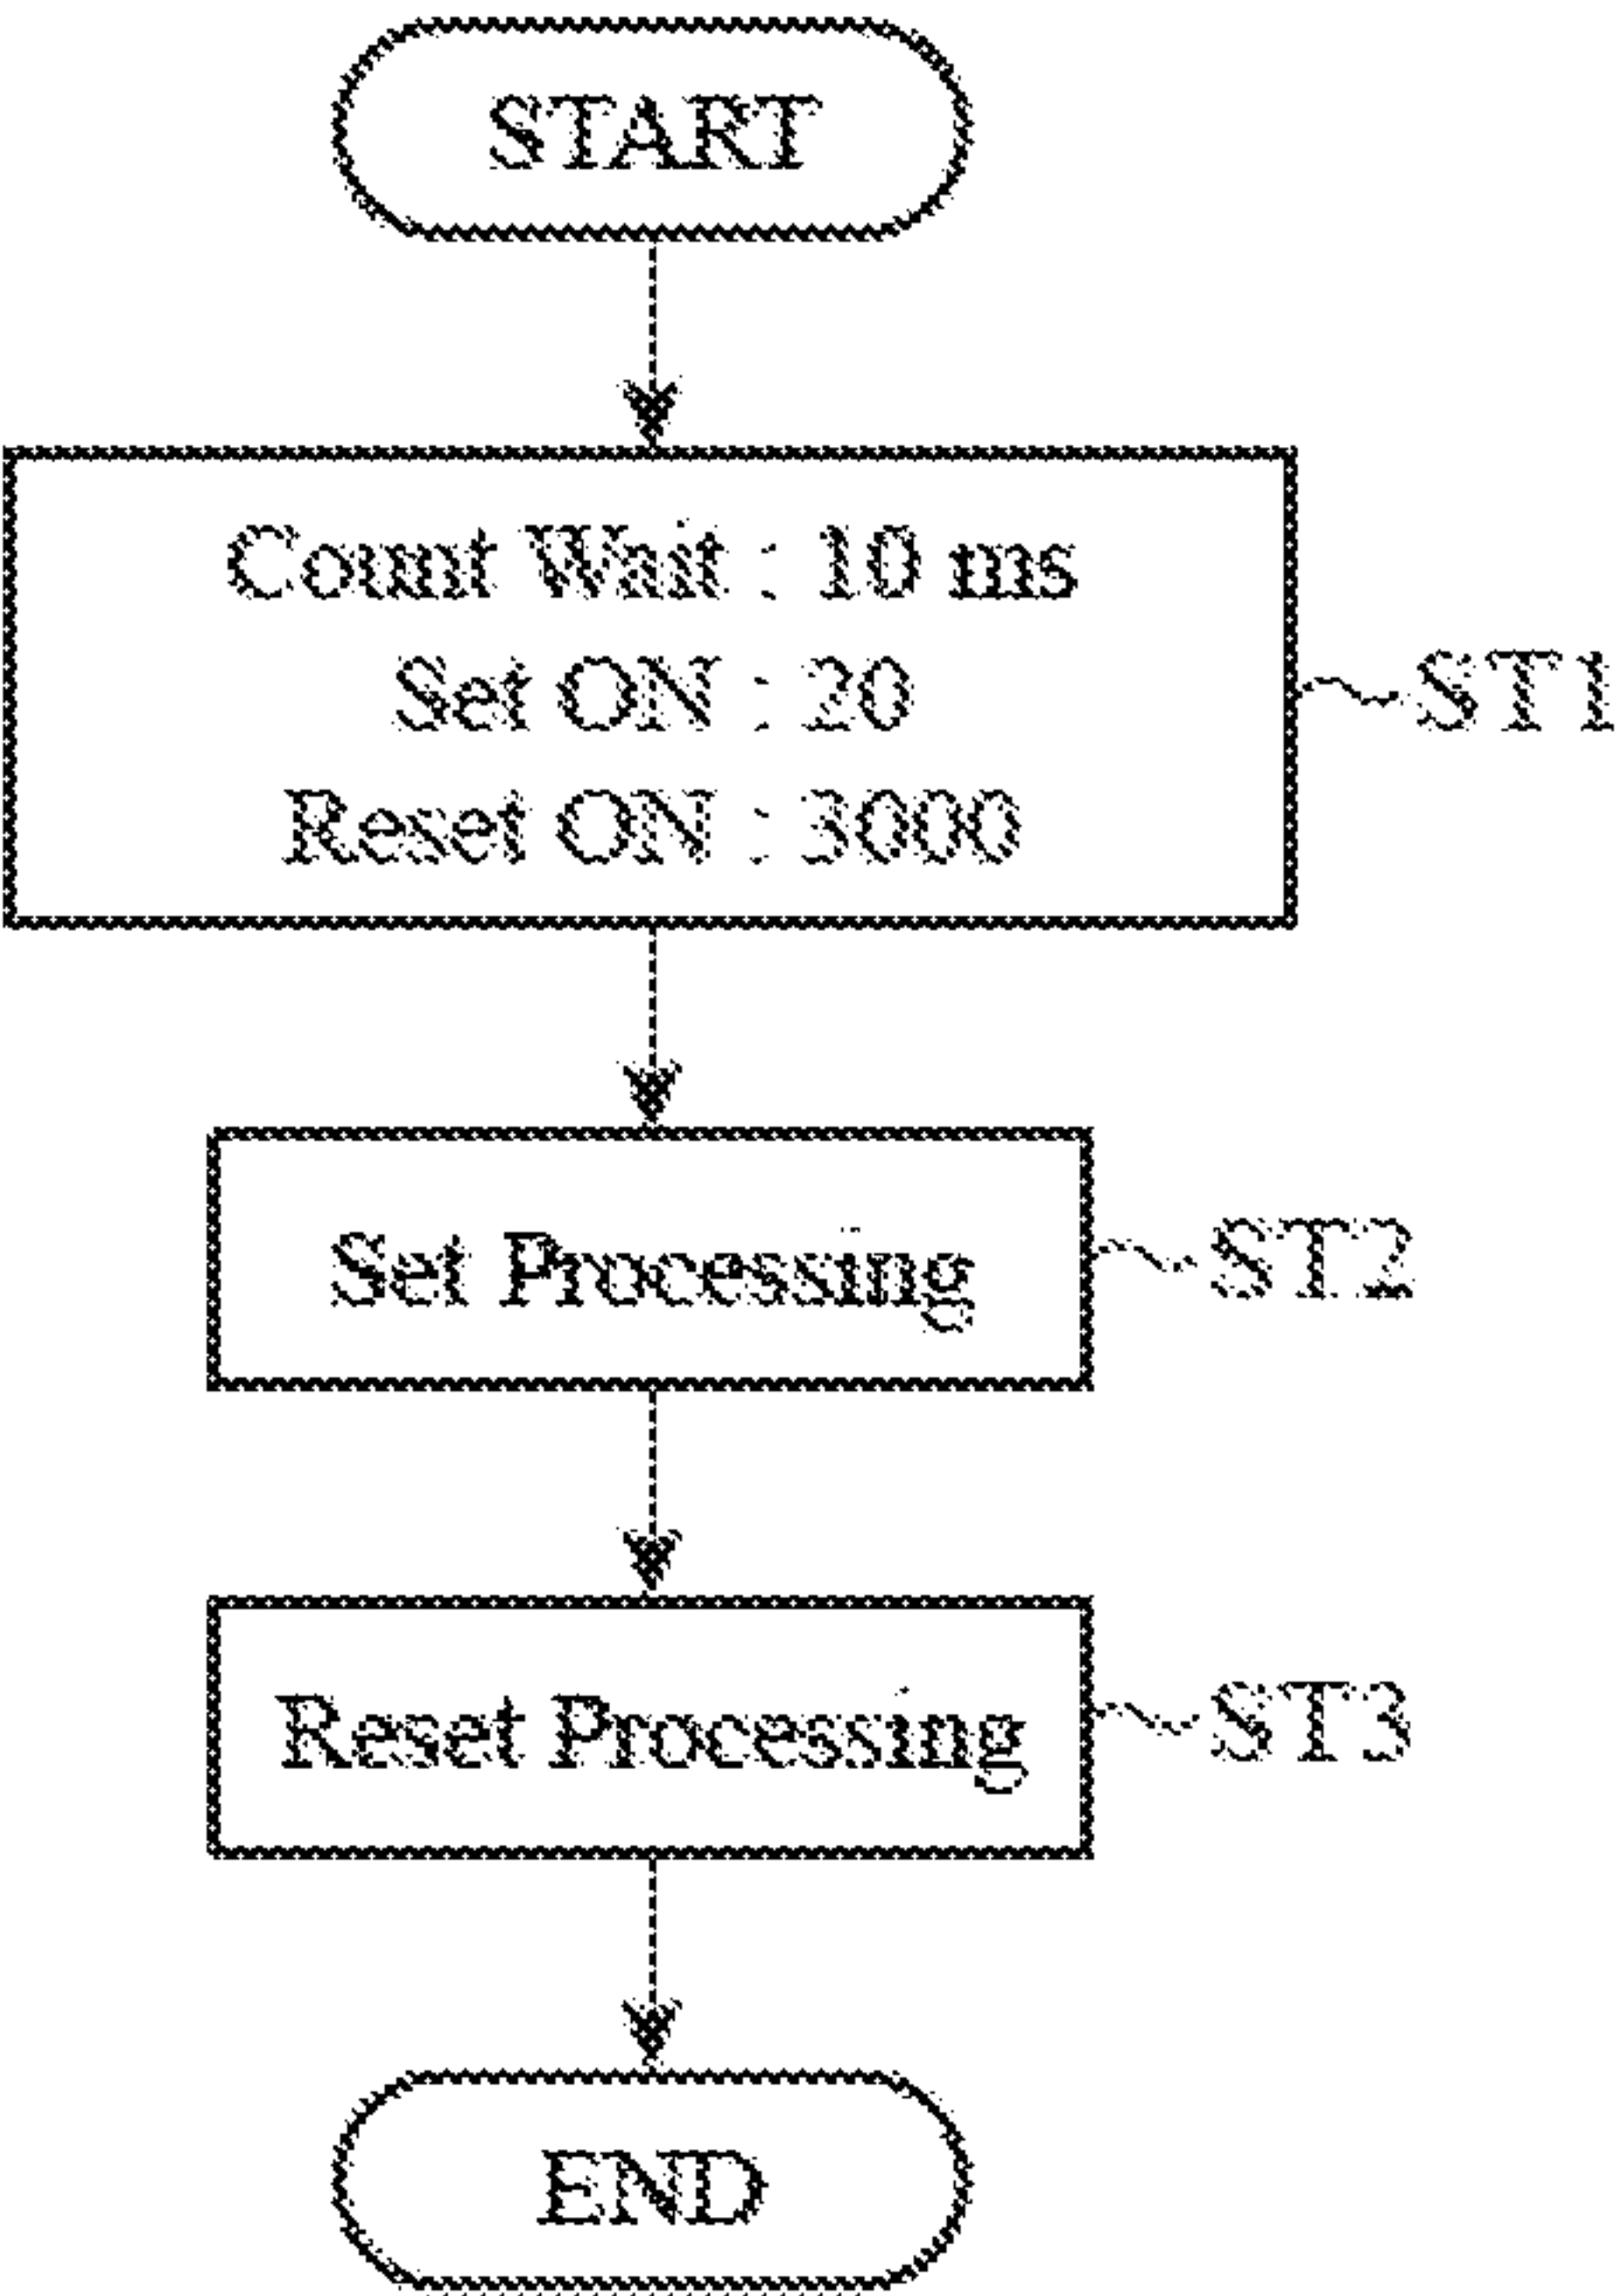 START
Count Wait : 10 ms
Set ON : 20
Reset ON : 3000
ST1
Set Processing
ST2
Reset Processing
ST3
END